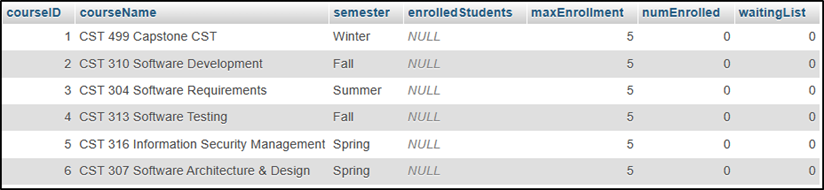 courseID courseName semester enrolledStudents maxEnrollment numEnrolled waitingList
1 CST 499 Capstone CST Winter NULL 5 0 0
2 CST 310 Software Development Fall NULL 5 0 0
3 CST 304 Software Requirements Summer NULL 5 0 0
4 CST 313 Software Testing Fall NULL 5 0 0
5 CST 316 Information Security Management Spring NULL 5 0 0
6 CST 307 Software Architecture & Design Spring NULL 5 0 0